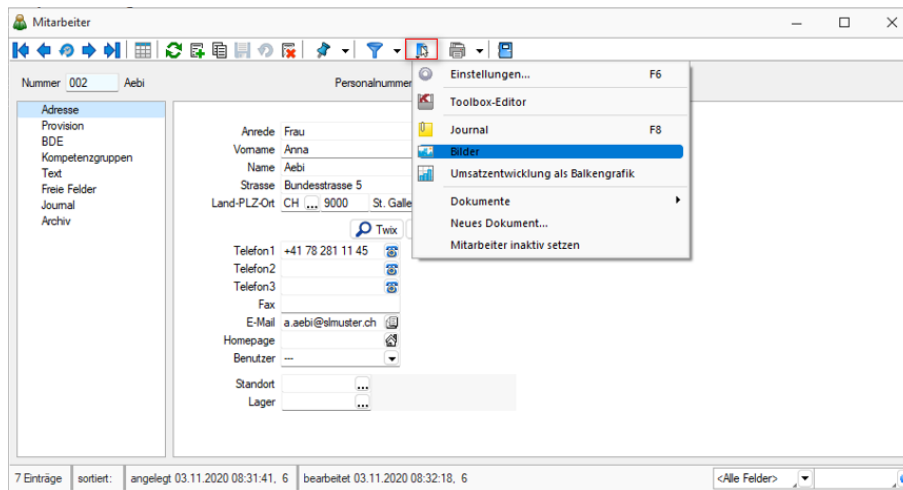 Mitarbeiter
Nummer 002 Aebi Personalnummer
Adresse
Provision
BDE
Kompetenzgruppen
Text
Freie Felder
Journal
Archiv
Anrede Frau
Vorname Anna
Name Aebi
Strasse Bundesstrasse 5
Land-PLZ-Ort CH ... 9000 St. Galle
Twix
Telefon1 +41 78 281 11 45
Telefon2
Telefon3
Fax
E-Mail a.aebi@slmuster.ch
Homepage
Benutzer ---
Standort ...
Lager ...
Einstellungen... F6
Toolbox-Editor
Journal F8
Bilder
Umsatzentwicklung als Balkengrafik
Dokumente
Neues Dokument...
Mitarbeiter inaktiv setzen
7 Einträge sortiert: angelegt 03.11.2020 08:31:41, 6 bearbeitet 03.11.2020 08:32:18, 6 <Alle Felder>